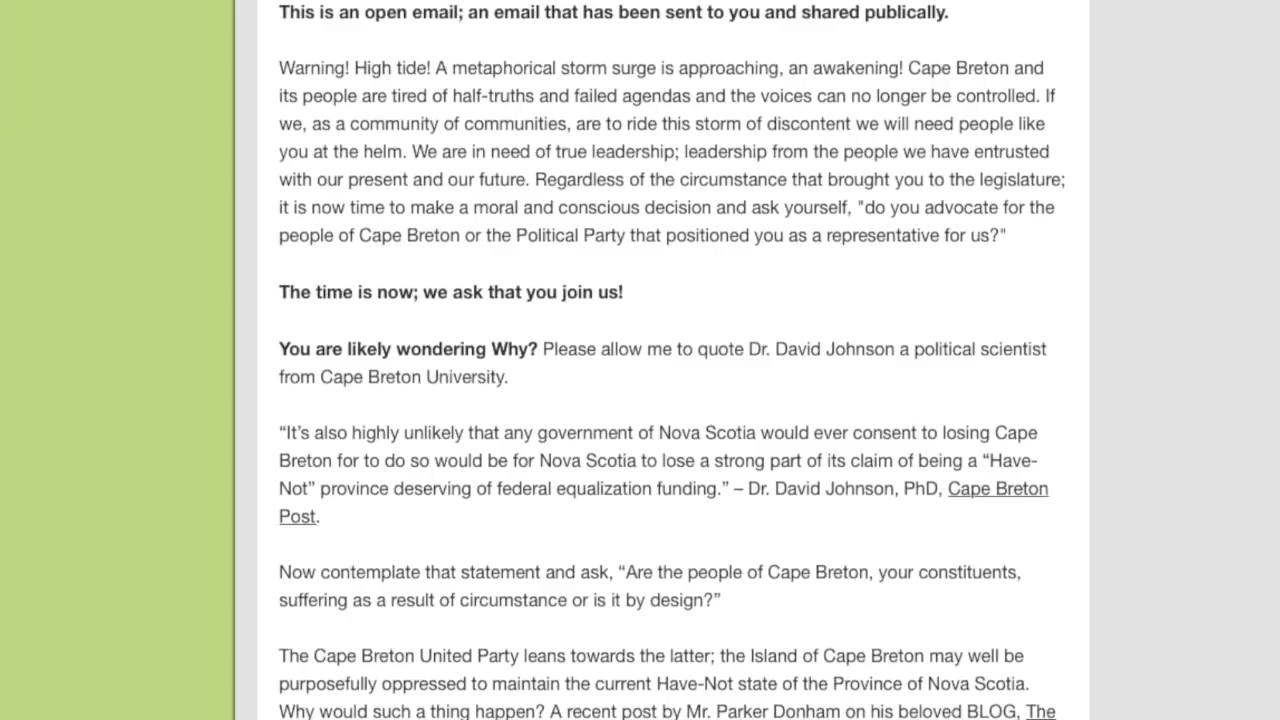 This is an open email; an email that has been sent to you and shared publically.
Warning! High tide! A metaphorical storm surge is approaching, an awakening! Cape Breton and
its people are tired of half-truths and failed agendas and the voices can no longer be controlled. If
we, as a community of communities, are to ride this storm of discontent we will need people like
you at the helm. We are in need of true leadership; leadership from the people we have entrusted
with our present and our future. Regardless of the circumstance that brought you to the legislature;
it is now time to make a moral and conscious decision and ask yourself, "do you advocate for the
people of Cape Breton or the Political Party that positioned you as a representative for us?"
The time is now; we ask that you join us!
You are likely wondering Why? Please allow me to quote Dr. David Johnson a political scientist
from Cape Breton University.
“It’s also highly unlikely that any government of Nova Scotia would ever consent to losing Cape
Breton for to do so would be for Nova Scotia to lose a strong part of its claim of being a “Have-
Not” province deserving of federal equalization funding.” – Dr. David Johnson, PhD, Cape Breton
Post.
Now contemplate that statement and ask, “Are the people of Cape Breton, your constituents,
suffering as a result of circumstance or is it by design?”
The Cape Breton United Party leans towards the latter; the Island of Cape Breton may well be
purposefully oppressed to maintain the current Have-Not state of the Province of Nova Scotia.
Why would such a thing happen? A recent post by Mr. Parker Donham on his beloved BLOG, The